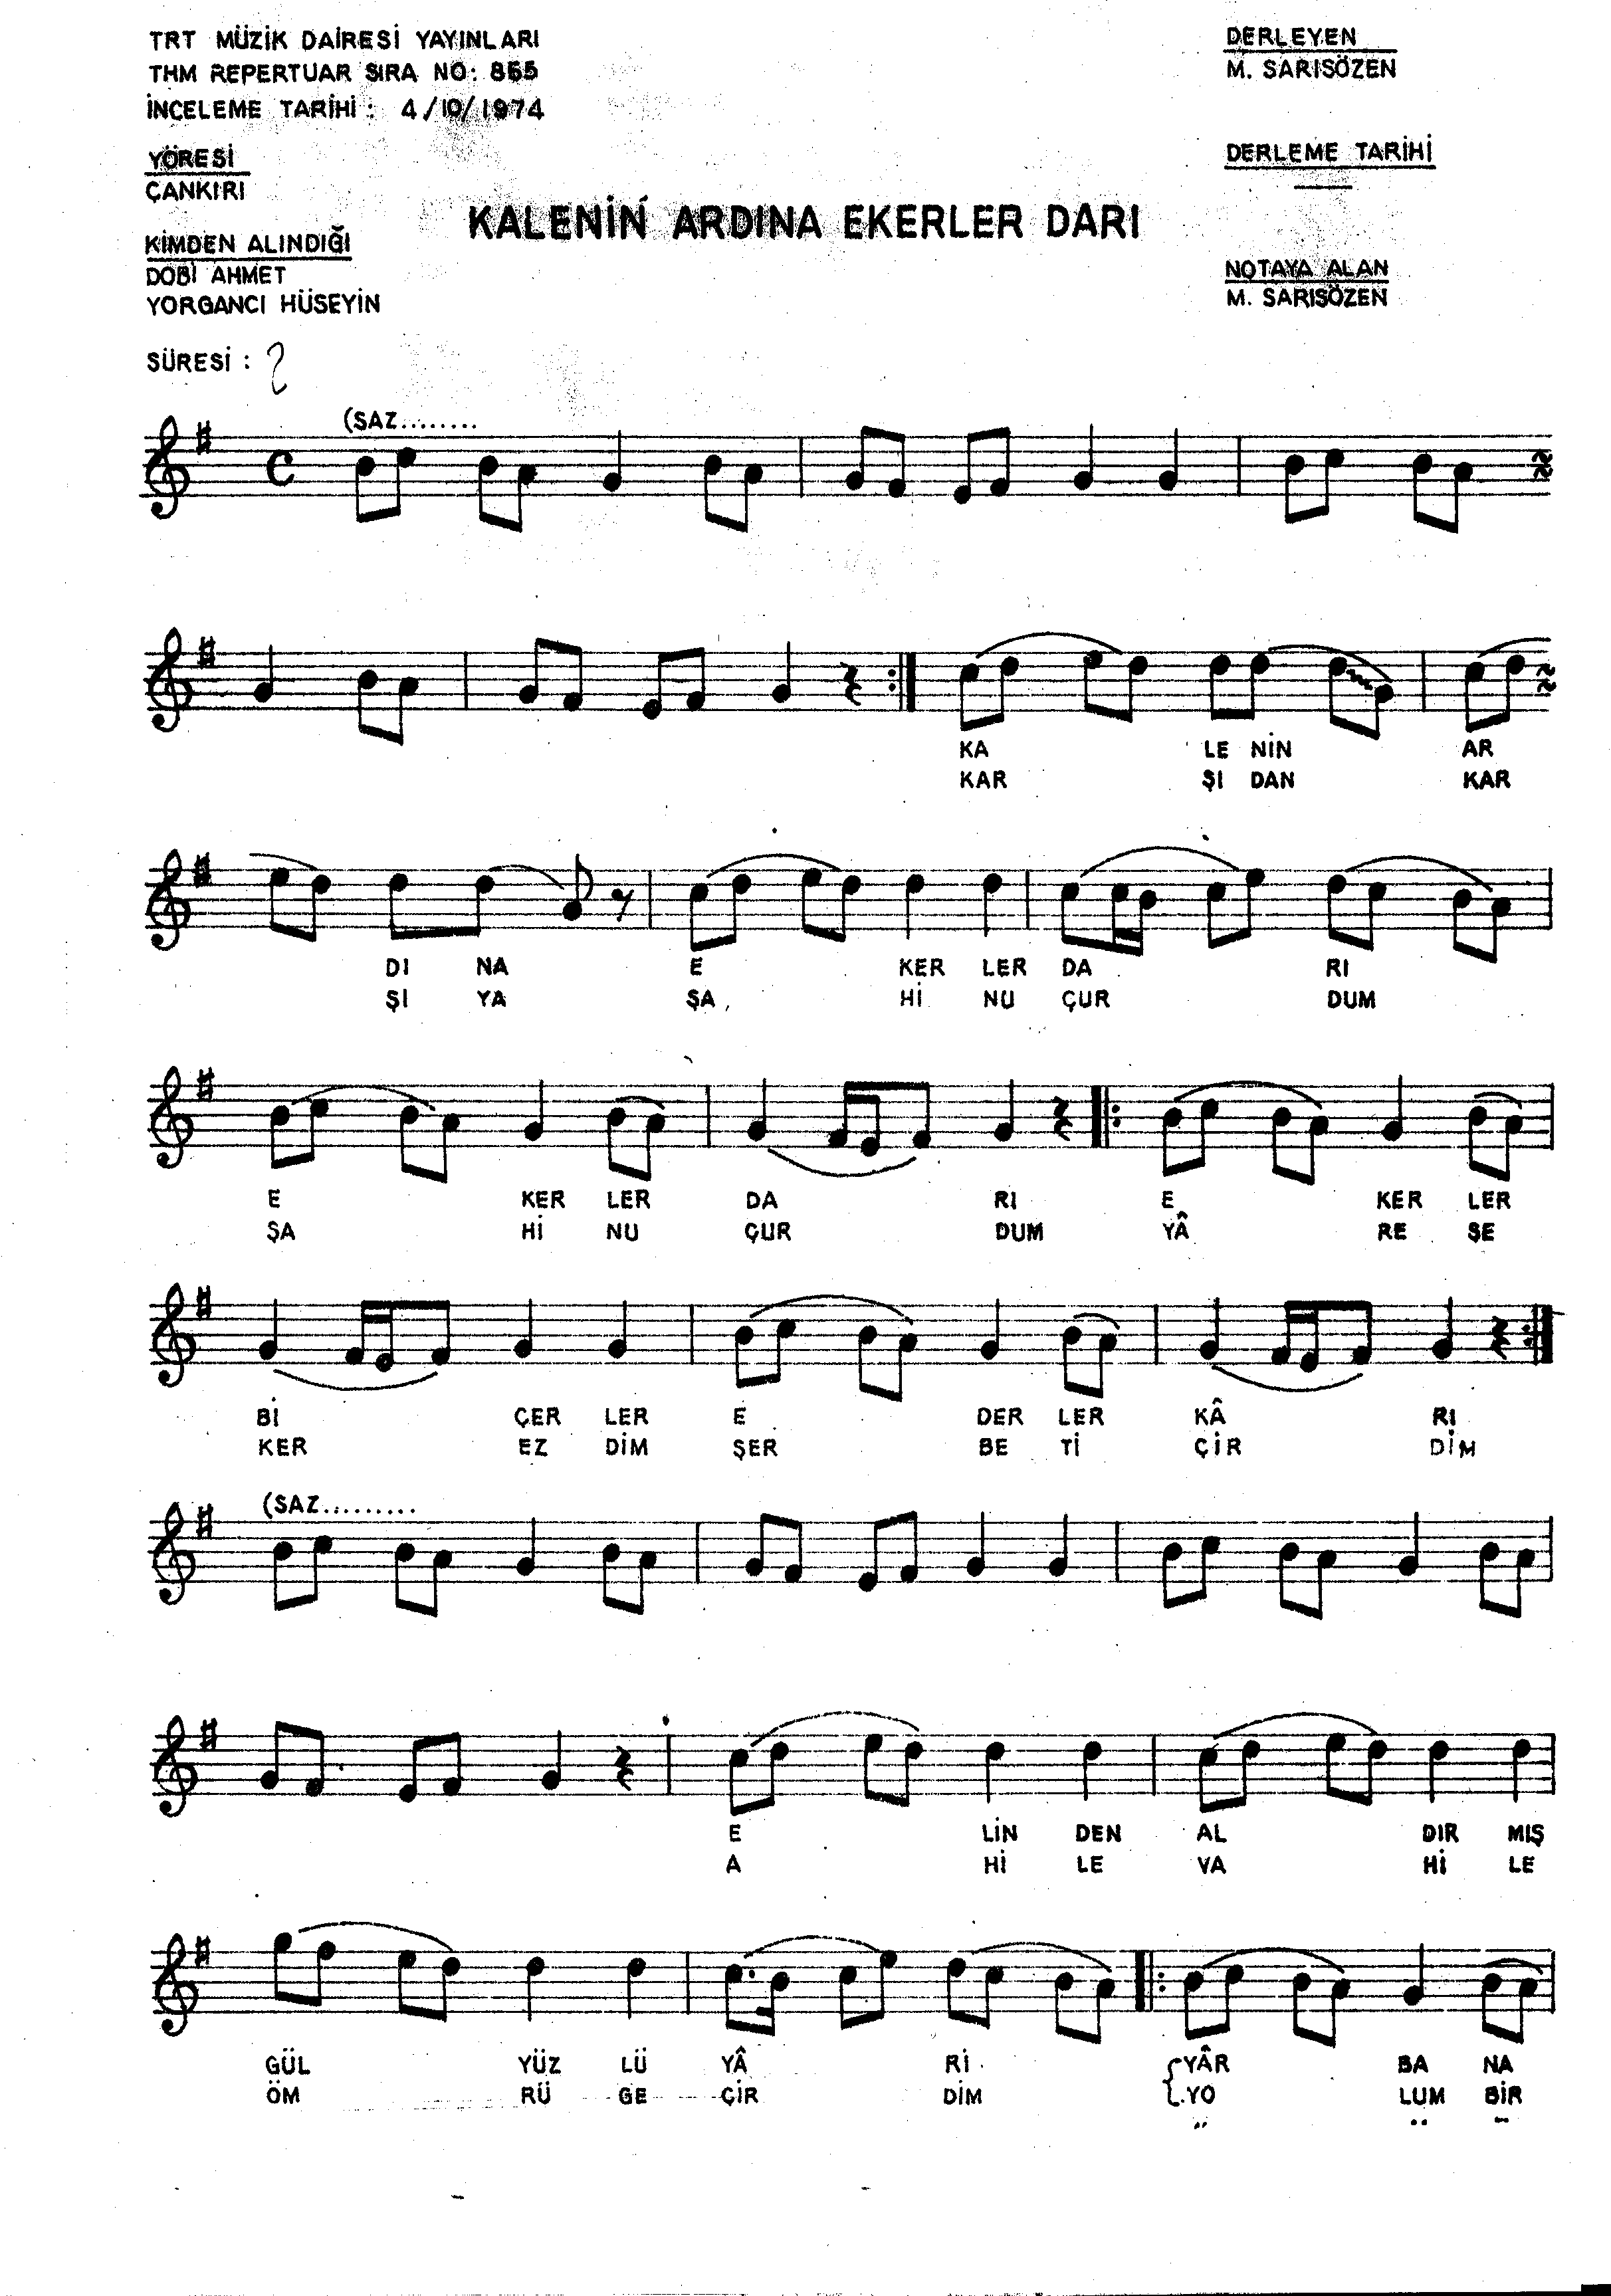 TRT MÜZİK DAİRESİ YAYINLARI
THM REPERTUAR SIRA NO: 865
İNCELEME TARİHİ : 4/10/1974
YÖRESİ
ÇANKIRI
KİMDEN ALINDIĞI
DOBİ AHMET
YORGANCI HÜSEYİN
SÜRESİ :
DERLEYEN
M. SARISÖZEN
DERLEME TARİHİ
NOTAYA ALAN
M. SARISÖZEN
KALENİN ARDINA EKERLER DARI
(SAZ........
KA LE NİN AR
KAR ŞI DAN KAR
DI NA E KER LER DA RI
ŞI YA ŞA Hİ NU ÇUR DUM
E KER LER DA RI E KER LER
ŞA Hİ NU ÇUR DUM YÂ RE ŞE
Bİ ÇER LER E DER LER KÂ RI
KER EZ DİM ŞER BE Tİ ÇİR DİM
(SAZ.........
E LİN DEN AL DIR MIŞ
A Hİ LE VA Hİ LE
GÜL YÜZ LÜ YÂ Rİ YÂR BA NA
ÖM RÜ GE ÇİR DİM YO LUM BİR